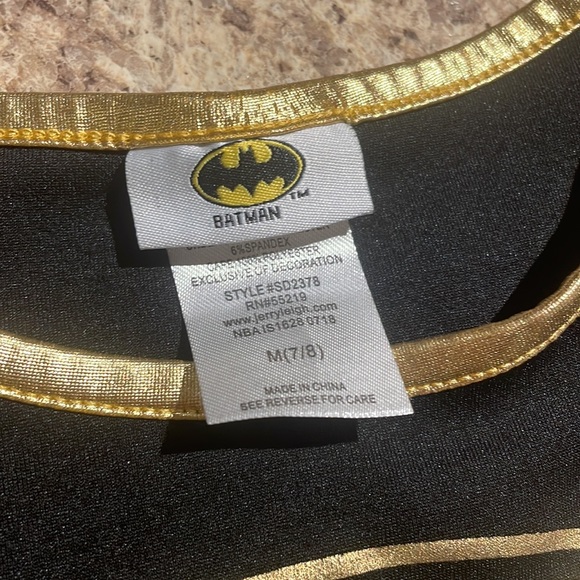 TM
BATMAN
6%SPANDEX
EXCLUSIVE OF DECORATION
STYLE #SD2378
RN#55219
www.jerryleigh.com
NBA IS1628 0718
M(7/8)
MADE IN CHINA
SEE REVERSE FOR CARE